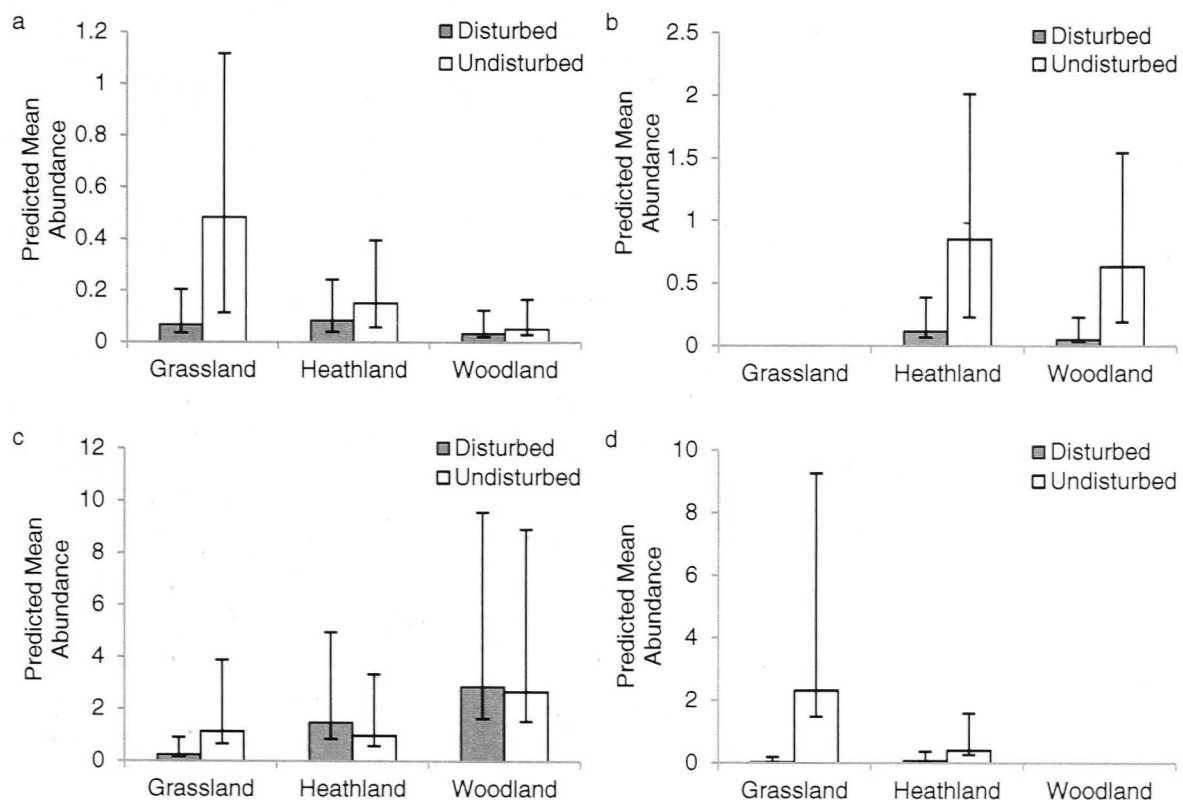 a
1.2
1
0.8
0.6
0.4
0.2
0
Predicted Mean
Abundance
Disturbed
Undisturbed
Grassland
Heathland
Woodland
b
2.5
2
1.5
1
0.5
0
Predicted Mean
Abundance
Disturbed
Undisturbed
Grassland
Heathland
Woodland
c
12
10
8
6
4
2
0
Predicted Mean
Abundance
Disturbed
Undisturbed
Grassland
Heathland
Woodland
d
10
8
6
4
2
0
Predicted Mean
Abundance
Disturbed
Undisturbed
Grassland
Heathland
Woodland